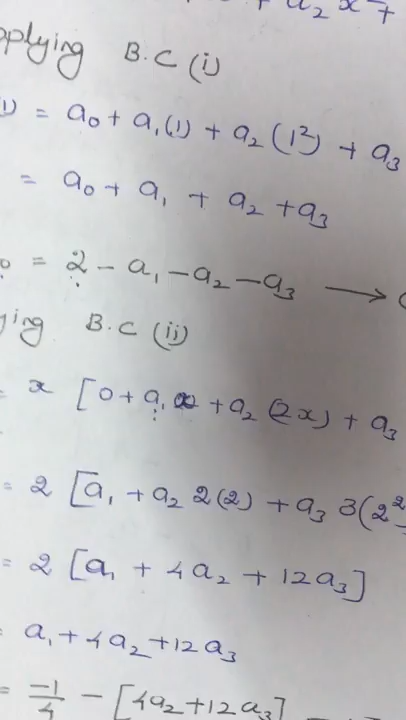 a₂ x +
pplying B.C (i)
1) = a₀ + a₁(1) + a₂(1²) + a₃
= a₀ + a₁ + a₂ + a₃
= 2 - a₁ - a₂ - a₃ →
ying B.C (ii)
= x [0 + a₁ + a₂ (2x) + a₃
= 2 [a₁ + a₂ 2(2) + a₃ 3(2²
= 2 [a₁ + 4a₂ + 12a₃]
= a₁ + 4a₂ + 12a₃
= -1/4 - [4a₂ + 12a₃]